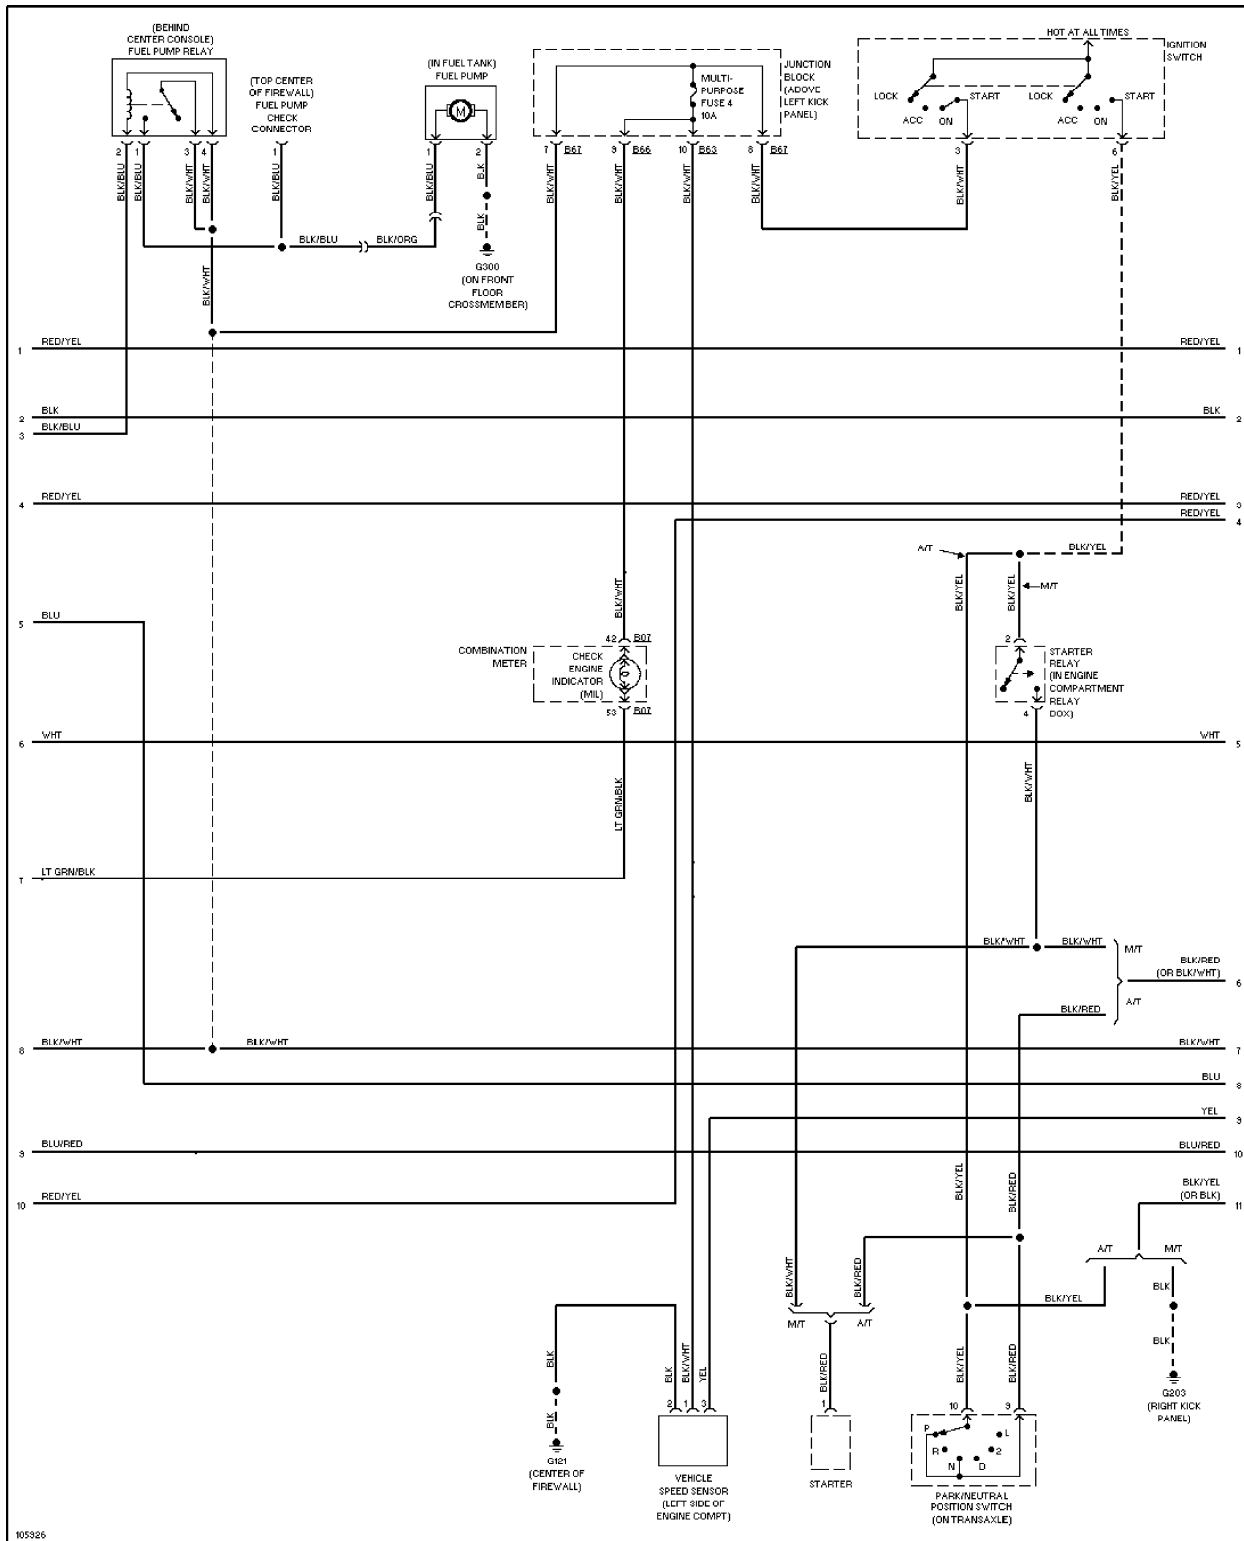 (BEHIND
CENTER CONSOLE)
FUEL PUMP RELAY
(TOP CENTER
OF FIREWALL)
FUEL PUMP
CHECK
CONNECTOR
(IN FUEL TANK)
FUEL PUMP
M
MULTI-
PURPOSE
FUSE 4
10A
JUNCTION
BLOCK
(ABOVE
LEFT KICK
PANEL)
HOT AT ALL TIMES
IGNITION
SWITCH
LOCK
ACC
ON
START
LOCK
ACC
ON
START
2
1
3
4
1
1
2
7
B67
9
B66
10
B63
8
B67
3
6
BLK/BLU
BLK/BLU
BLK/WHT
BLK/WHT
BLK/BLU
BLK/BLU
BLK
BLK/WHT
BLK/WHT
BLK/WHT
BLK/WHT
BLK/WHT
BLK/YEL
BLK/BLU
BLK/ORG
BLK
G300
(ON FRONT
FLOOR
CROSSMEMBER)
BLK/WHT
1
RED/YEL
RED/YEL
1
2
BLK
BLK
2
3
BLK/BLU
4
RED/YEL
RED/YEL
3
RED/YEL
4
A/T
BLK/YEL
BLK/YEL
BLK/YEL
M/T
BLK/WHT
5
BLU
42
B07
COMBINATION
METER
CHECK
ENGINE
INDICATOR
(MIL)
53
B07
2
STARTER
RELAY
(IN ENGINE
COMPARTMENT
RELAY
DOX)
4
6
WHT
WHT
5
BLK/WHT
LT GRN/BLK
7
LT GRN/BLK
BLK/WHT
BLK/WHT
M/T
BLK/RED
(OR BLK/WHT)
6
A/T
BLK/RED
8
BLK/WHT
BLK/WHT
BLK/WHT
7
BLU
8
YEL
9
9
BLU/RED
BLU/RED
10
10
RED/YEL
BLK/YEL
BLK/RED
BLK/YEL
(OR BLK)
11
A/T
M/T
BLK/WHT
BLK/RED
BLK/YEL
BLK
M/T
A/T
BLK
BLK
BLK
BLK/WHT
YEL
BLK/RED
BLK/YEL
BLK/RED
BLK
G203
(RIGHT KICK
PANEL)
BLK
2
1
3
1
10
9
G121
(CENTER OF
FIREWALL)
P
R
N
D
2
L
VEHICLE
SPEED SENSOR
(LEFT SIDE OF
ENGINE COMPT)
STARTER
PARK/NEUTRAL
POSITION SWITCH
(ON TRANSAXLE)
105926